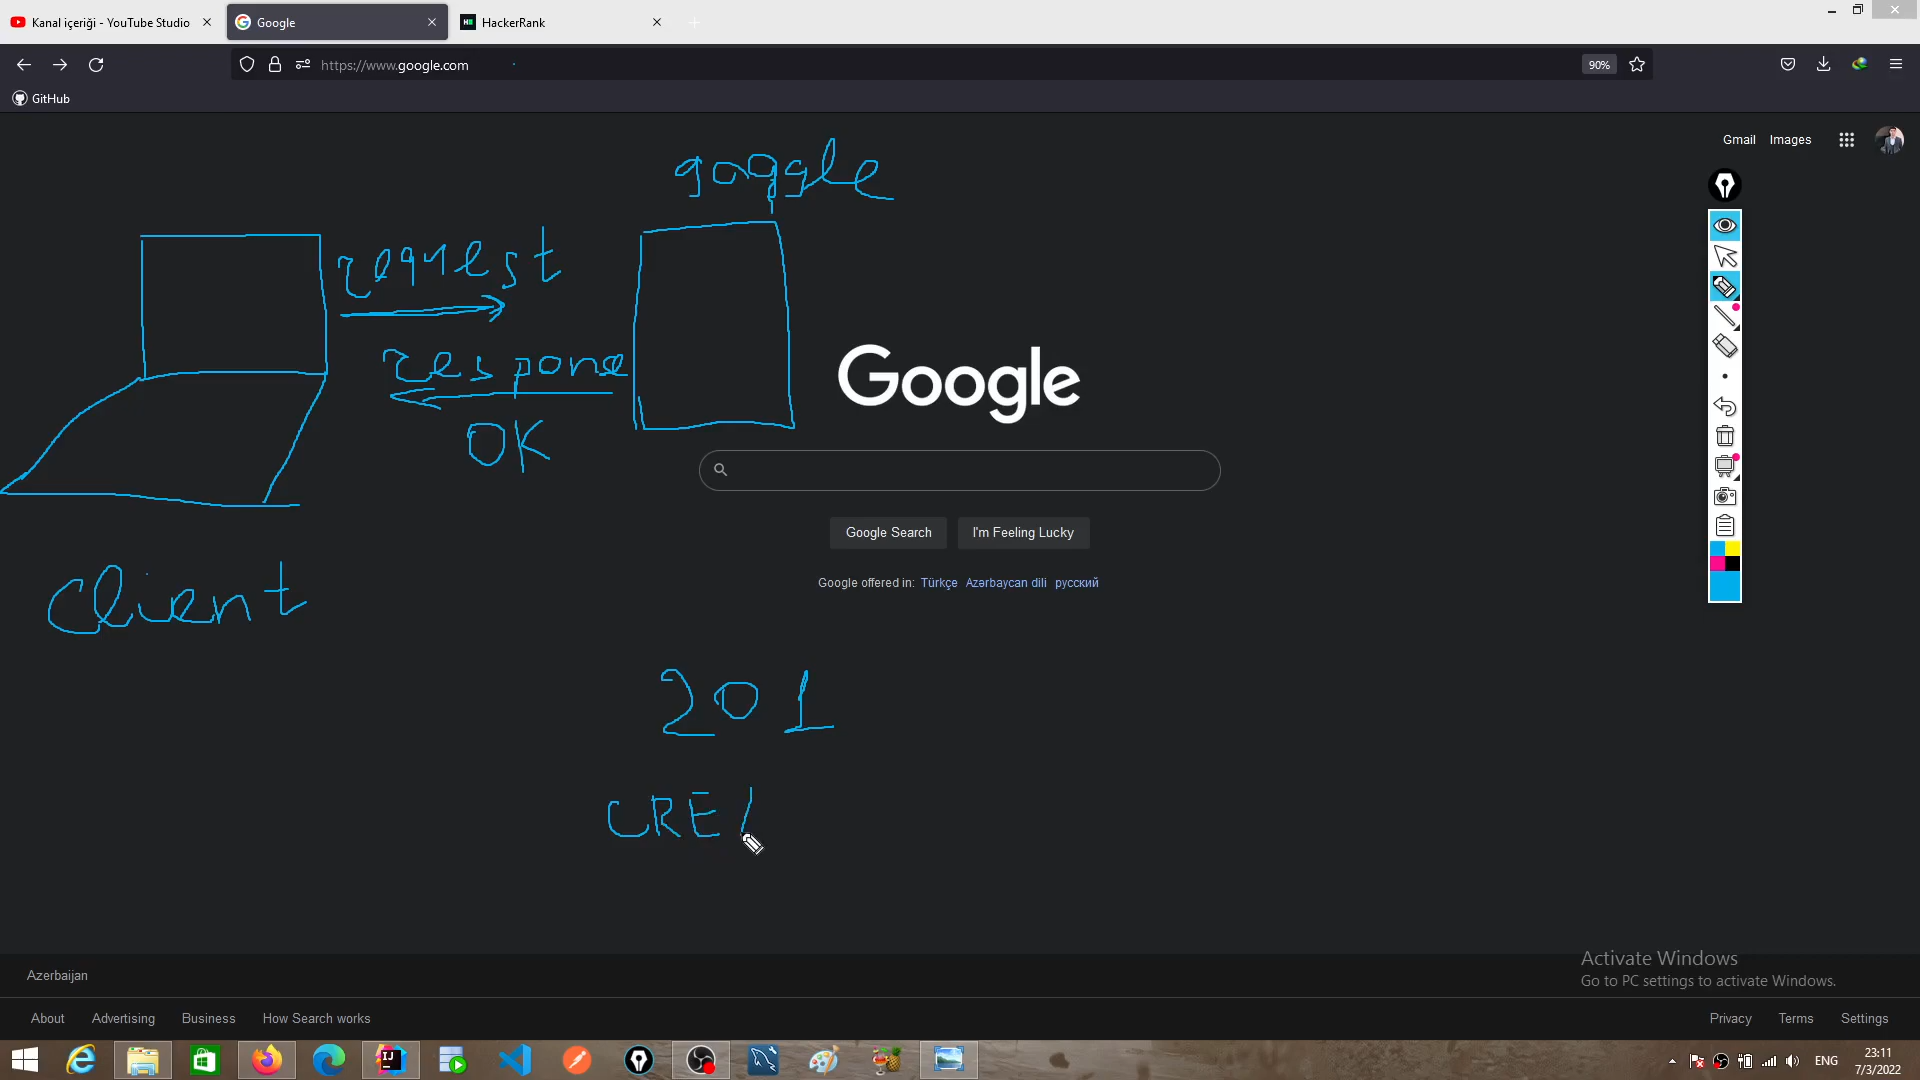 Kanal içeriği - YouTube Studio
Google
HackerRank
https://www.google.com
90%
GitHub
Gmail Images
google
request
respone
OK
Google
Google Search
I'm Feeling Lucky
Google offered in: Türkçe Azərbaycan dili русский
Client
201
CRE/
Activate Windows
Go to PC settings to activate Windows.
Azerbaijan
About Advertising Business How Search works
Privacy Terms Settings
ENG
23:11
7/3/2022